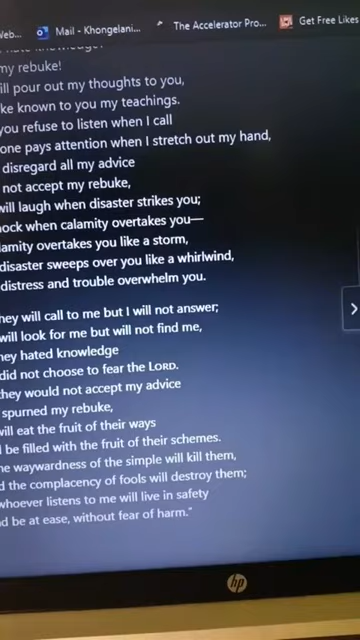 Mail - Khongelani...
The Accelerator Pro...
Get Free Likes
my rebuke!
ill pour out my thoughts to you,
ke known to you my teachings.
you refuse to listen when I call
one pays attention when I stretch out my hand,
disregard all my advice
not accept my rebuke,
will laugh when disaster strikes you;
ock when calamity overtakes you—
lamity overtakes you like a storm,
disaster sweeps over you like a whirlwind,
distress and trouble overwhelm you.
hey will call to me but I will not answer;
will look for me but will not find me,
hey hated knowledge
did not choose to fear the LORD.
they would not accept my advice
spurned my rebuke,
will eat the fruit of their ways
l be filled with the fruit of their schemes.
he waywardness of the simple will kill them,
d the complacency of fools will destroy them;
whoever listens to me will live in safety
d be at ease, without fear of harm."
hp